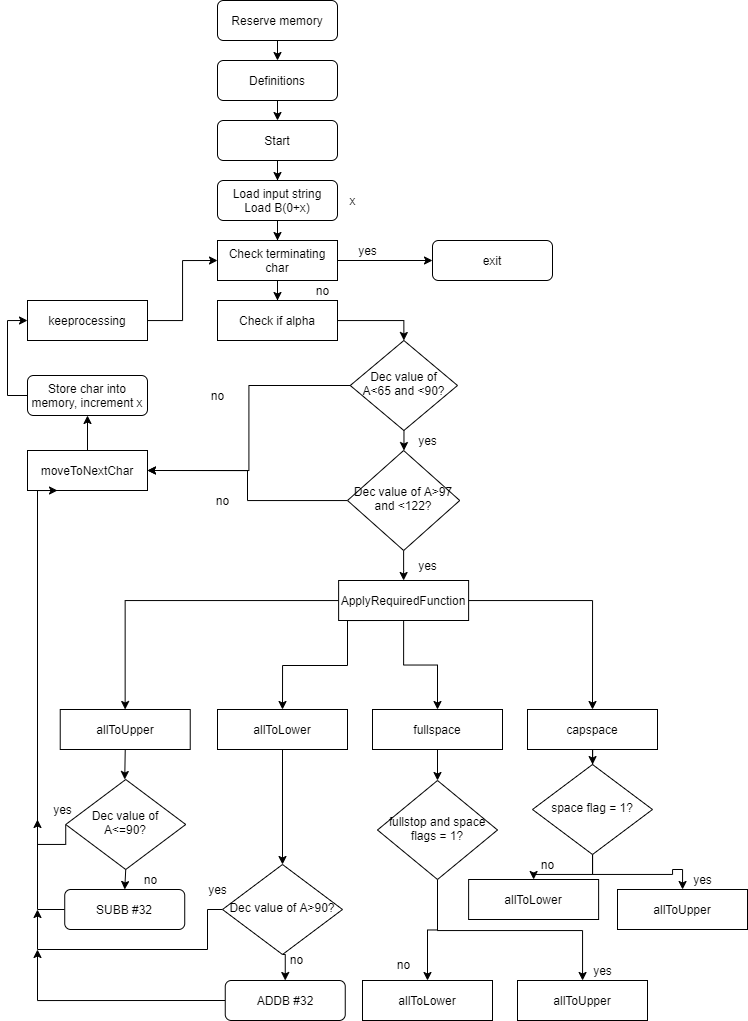 Reserve memory
Definitions
Start
Load input string
Load B(0+x)
x
Check terminating
char
yes
exit
no
keeprocessing
Check if alpha
Dec value of
A<65 and <90?
no
Store char into
memory, increment x
yes
moveToNextChar
no
Dec value of A>97
and <122?
yes
ApplyRequiredFunction
allToUpper
allToLower
fullspace
capspace
yes
Dec value of
A<=90?
fullstop and space
flags = 1?
space flag = 1?
no
SUBB #32
yes
Dec value of A>90?
no
allToLower
yes
allToUpper
no
ADDB #32
no
allToLower
yes
allToUpper